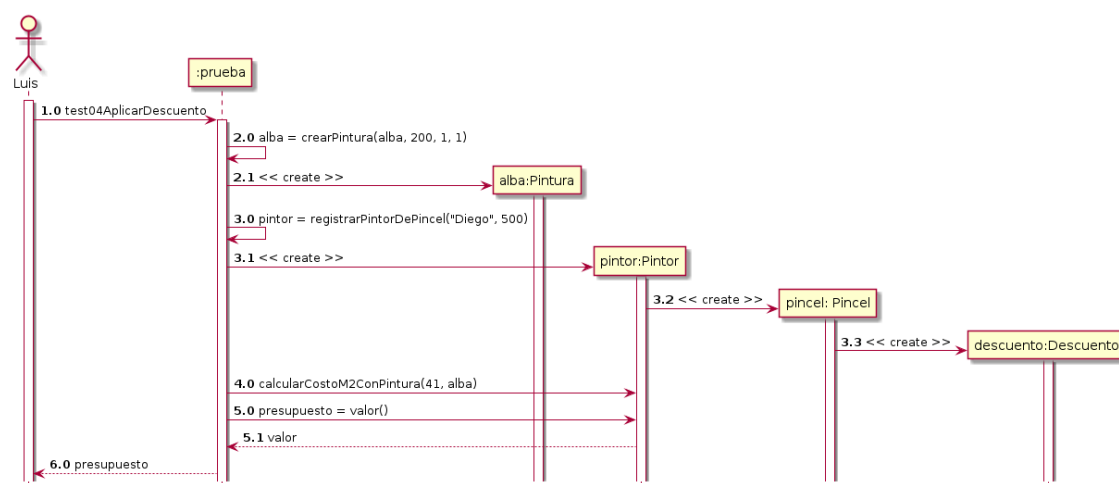 Luis
:prueba
1.0 test04AplicarDescuento
2.0 alba = crearPintura(alba, 200, 1, 1)
2.1 << create >>
alba:Pintura
3.0 pintor = registrarPintorDePincel("Diego", 500)
3.1 << create >>
pintor:Pintor
3.2 << create >>
pincel: Pincel
3.3 << create >>
descuento:Descuento
4.0 calcularCostoM2ConPintura(41, alba)
5.0 presupuesto = valor()
5.1 valor
6.0 presupuesto